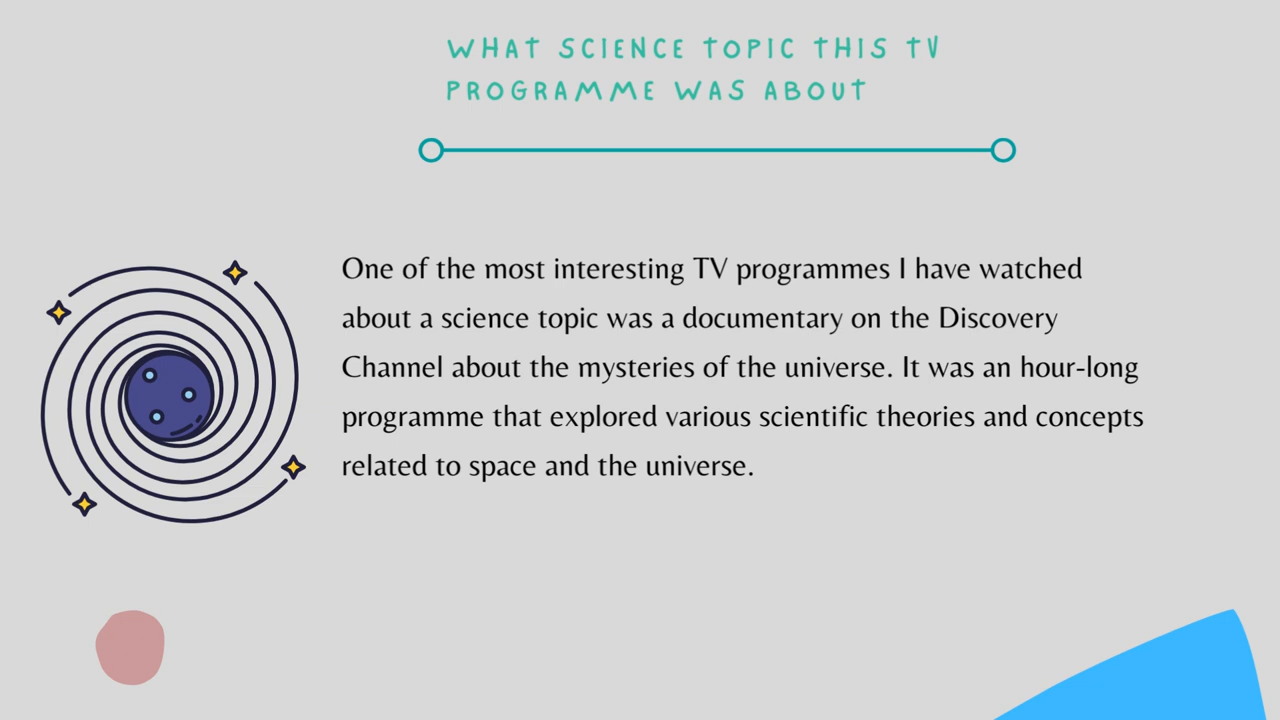 WHAT SCIENCE TOPIC THIS TV
PROGRAMME WAS ABOUT
One of the most interesting TV programmes I have watched
about a science topic was a documentary on the Discovery
Channel about the mysteries of the universe. It was an hour-long
programme that explored various scientific theories and concepts
related to space and the universe.